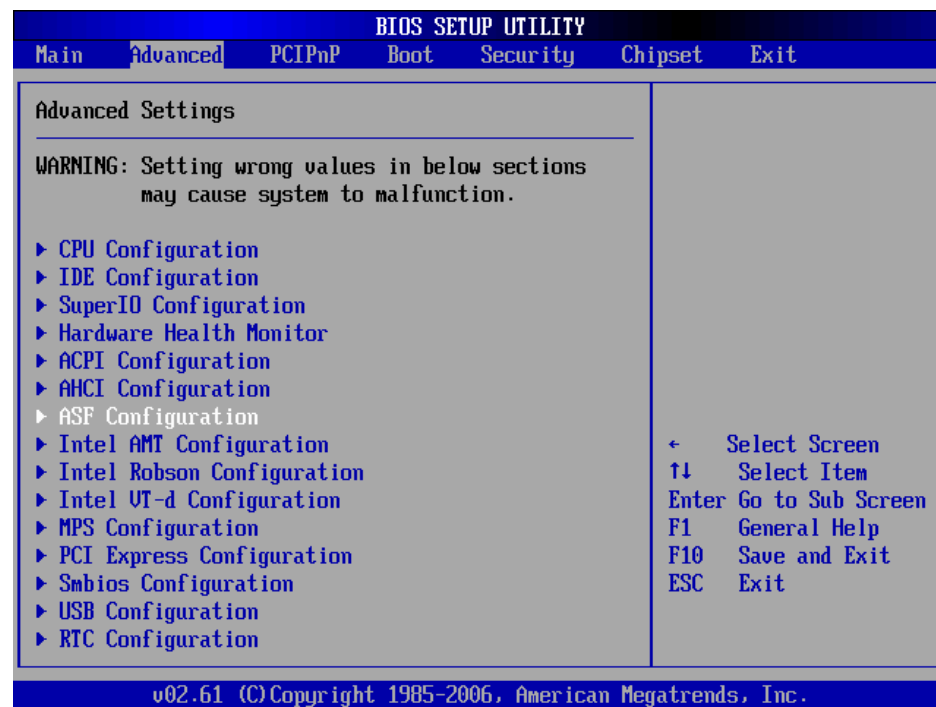 BIOS SETUP UTILITY
Main Advanced PCIPnP Boot Security Chipset Exit
Advanced Settings
WARNING: Setting wrong values in below sections
may cause system to malfunction.
▶ CPU Configuration
▶ IDE Configuration
▶ SuperIO Configuration
▶ Hardware Health Monitor
▶ ACPI Configuration
▶ AHCI Configuration
▶ ASF Configuration
▶ Intel AMT Configuration
▶ Intel Robson Configuration
▶ Intel VT-d Configuration
▶ MPS Configuration
▶ PCI Express Configuration
▶ Smbios Configuration
▶ USB Configuration
▶ RTC Configuration
← Select Screen
↑↓ Select Item
Enter Go to Sub Screen
F1 General Help
F10 Save and Exit
ESC Exit
v02.61 (C)Copyright 1985-2006, American Megatrends, Inc.